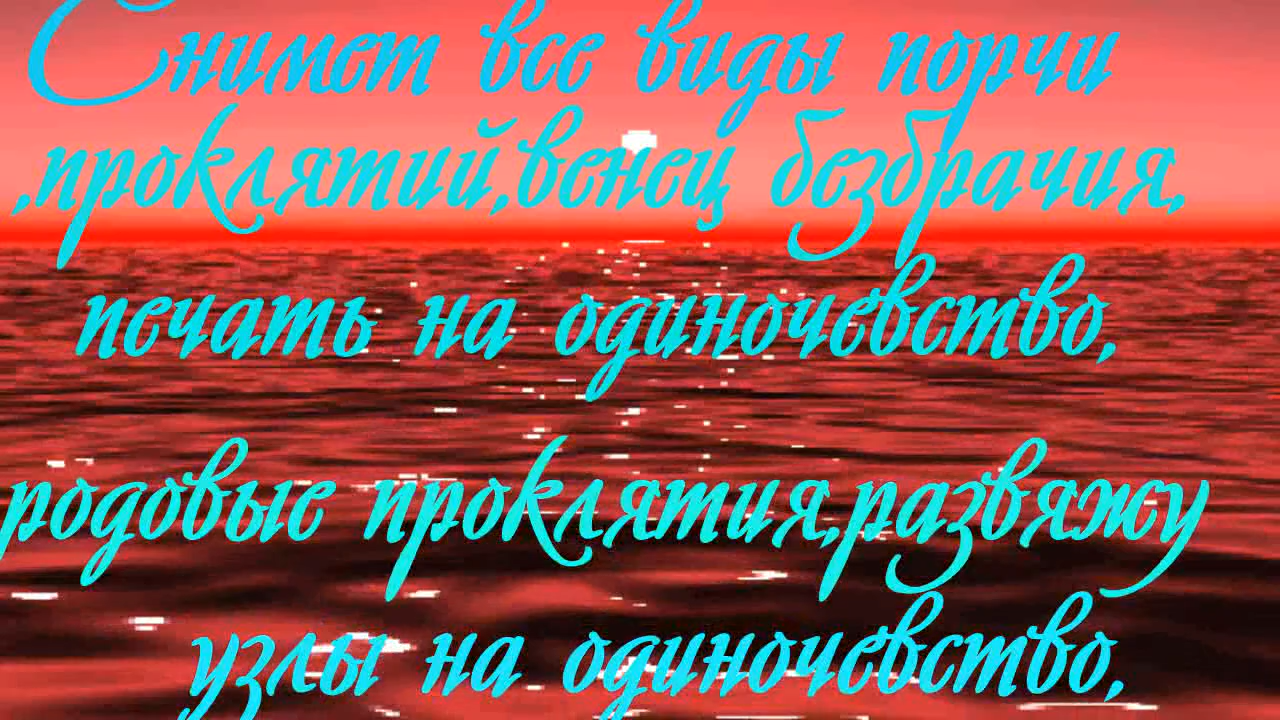 Снимет все виды порчи
,проклятий,венец безбрачия,
печать на одиночевство,
родовые проклятия,развяжу
узлы на одиночевство,